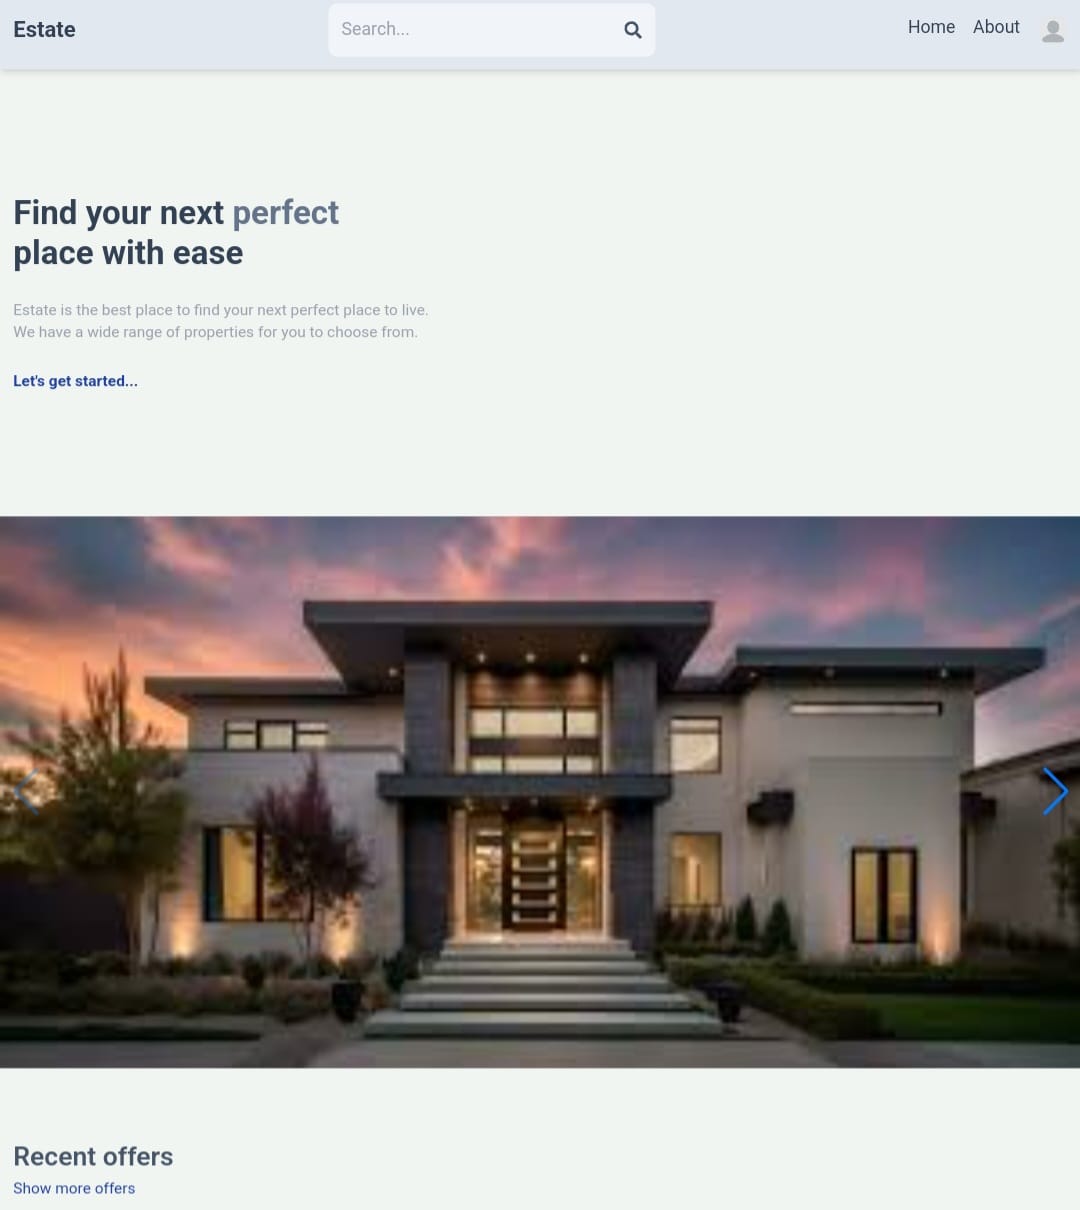 Estate
Search...
Home
About
Find your next perfect
place with ease
Estate is the best place to find your next perfect place to live.
We have a wide range of properties for you to choose from.
Let's get started...
Recent offers
Show more offers